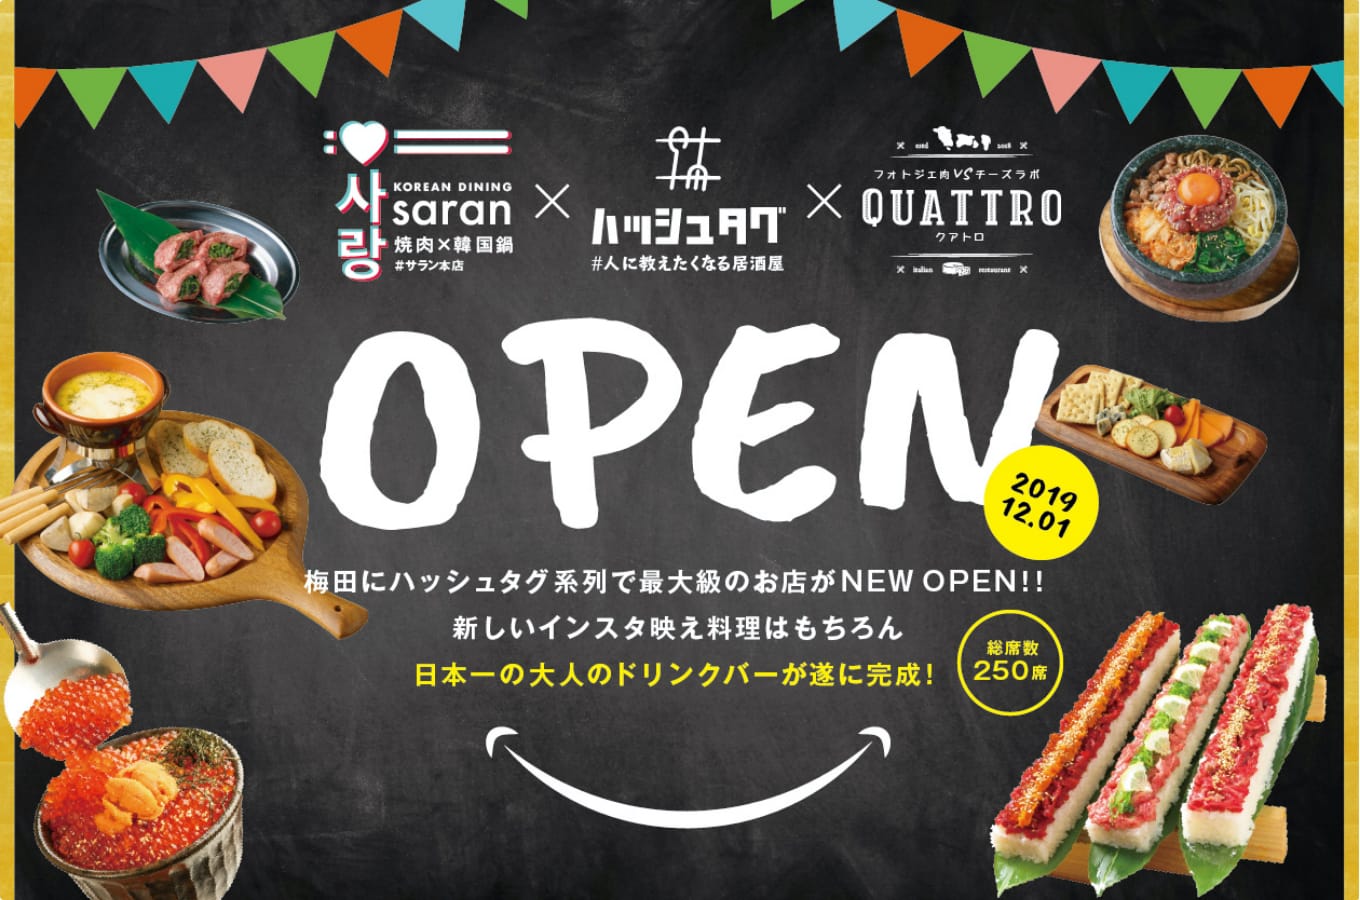 사랑
KOREAN DINING
saran
焼肉×韓国鍋
#サラン本店
×
ハッシュタグ
#人に教えたくなる居酒屋
×
estd 2018
フォトジェ肉VSチーズラボ
QUATTRO
クアトロ
italian restaurant
OPEN
2019
12.01
梅田にハッシュタグ系列で最大級のお店がNEW OPEN!!
新しいインスタ映え料理はもちろん
日本一の大人のドリンクバーが遂に完成!
総席数
250席